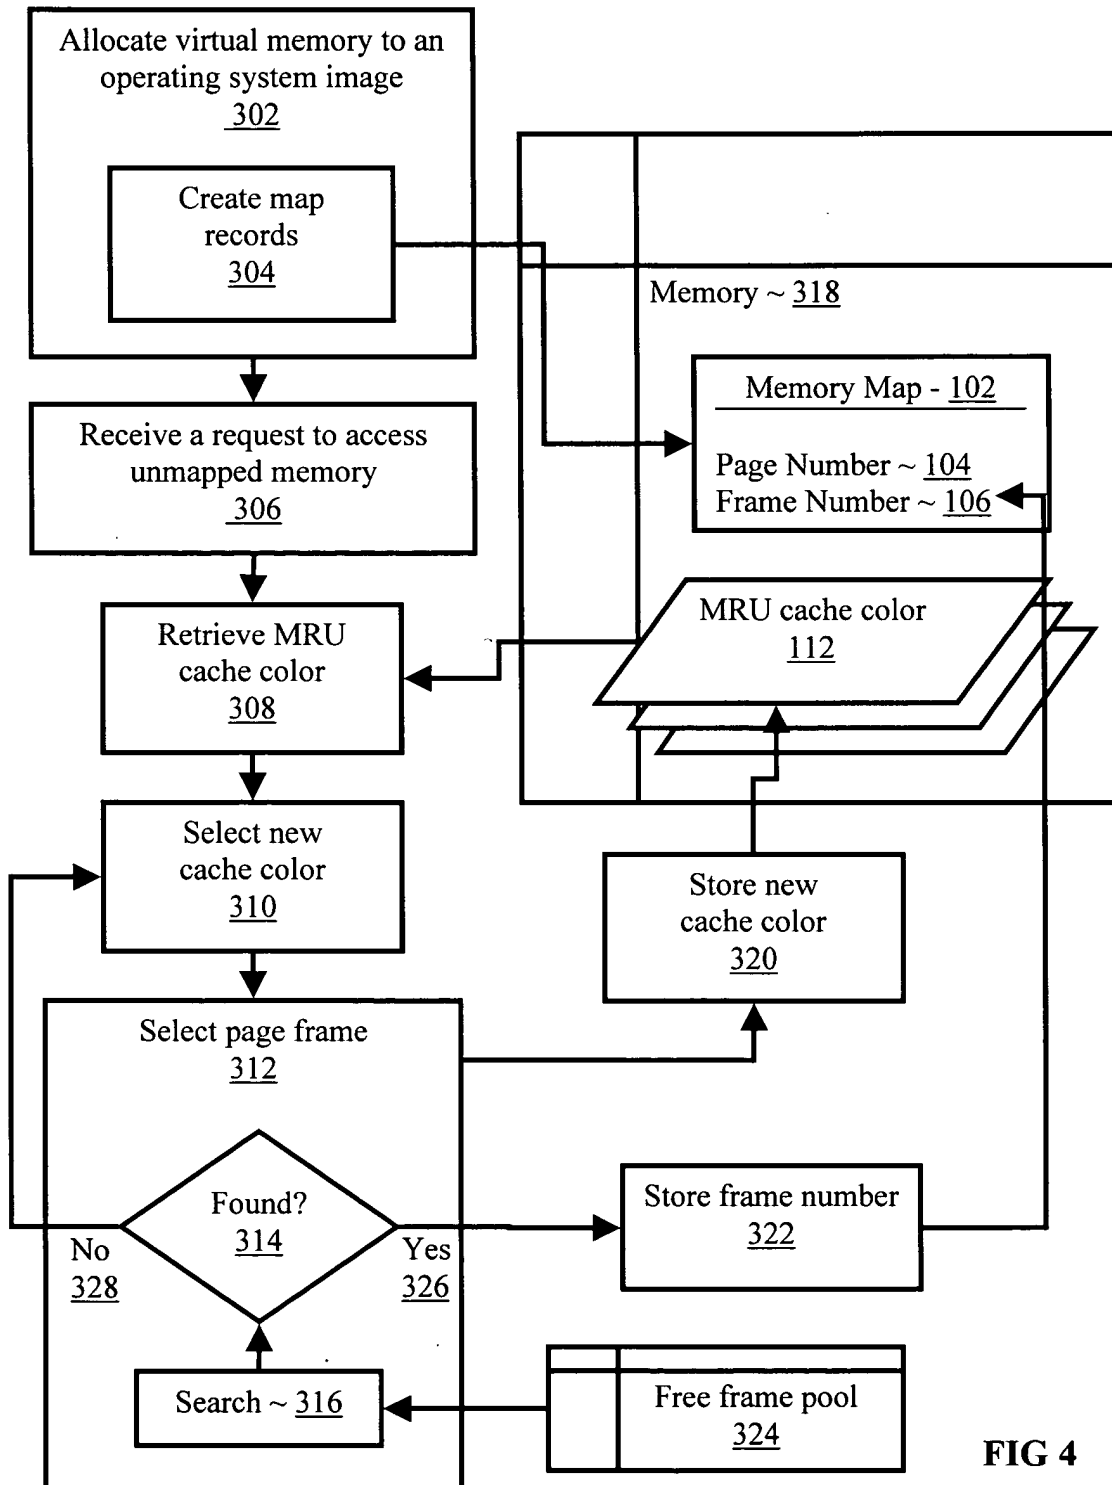 Allocate virtual memory to an
operating system image
302
Create map
records
304
Memory ~ 318
Memory Map - 102
Page Number ~ 104
Frame Number ~ 106
Receive a request to access
unmapped memory
306
MRU cache color
112
Retrieve MRU
cache color
308
Select new
cache color
310
Store new
cache color
320
Select page frame
312
Found?
314
No
328
Yes
326
Store frame number
322
Search ~ 316
Free frame pool
324
FIG 4